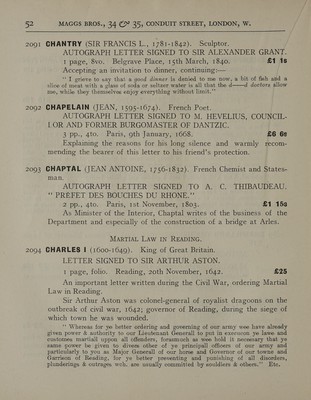 52 MAGGS BROS., 34 & 35, CONDUIT STREET, LONDON, W.
2091 CHANTRY (SIR FRANCIS L., 1781-1842). Sculptor.
AUTOGRAPH LETTER SIGNED TO SIR ALEXANDER GRANT.
1 page, 8vo. Belgrave Place, 15th March, 1840. £1 1s
Accepting an invitation to dinner, continuing:—
" I grieve to say that a good dinner is denied to me now, a bit of fish and a
slice of meat with a glass of soda or seltzer water is all that the d——d doctors allow
me, while they themselves enjoy everything without limit."
2092 CHAPELAIN (JEAN, 1595-1674). French Poet.
AUTOGRAPH LETTER SIGNED TO M. HEVELIUS, COUNCIL-
LOR AND FORMER BURGOMASTER OF DANTZIC.
3 pp., 4to. Paris, 9th January, 1668. £6 6s
Explaining the reasons for his long silence and warmly recom-
mending the bearer of this letter to his friend's protection.
2093 CHAPTAL (JEAN ANTOINE, 1756-1832). French Chemist and States-
man.
AUTOGRAPH LETTER SIGNED TO A. C. THIBAUDEAU.
" PREFET DES BOUCHES DU RHONE."
2 pp., 4to. Paris, 1st November, 1803. £1 15s
As Minister of the Interior, Chaptal writes of the business of the
Department and especially of the construction of a bridge at Arles.
MARTIAL LAW IN READING.
2094 CHARLES I (1600-1649). King of Great Britain.
LETTER SIGNED TO SIR ARTHUR ASTON.
1 page, folio. Reading, 20th November, 1642. £25
An important letter written during the Civil War, ordering Martial
Law in Reading.
Sir Arthur Aston was colonel-general of royalist dragoons on the
outbreak of civil war, 1642; governor of Reading, during the siege of
which town he was wounded.
" Whereas for ye better ordering and governing of our army wee have already
given power & authority to our Lieutenant Generall to put in execucon ye lawe and
customes martiall uppon all offenders, forasmuch as wee hold it necessary that ye
same power be given to divers other of ye principall officers of our army and
particularly to you as Major Generall of our horse and Governor of our towne and
Garrison of Reading, for ye better preventing and punishing of all disorders,
plunderings & outrages wch. are usually committed by souldiers & others." Etc.